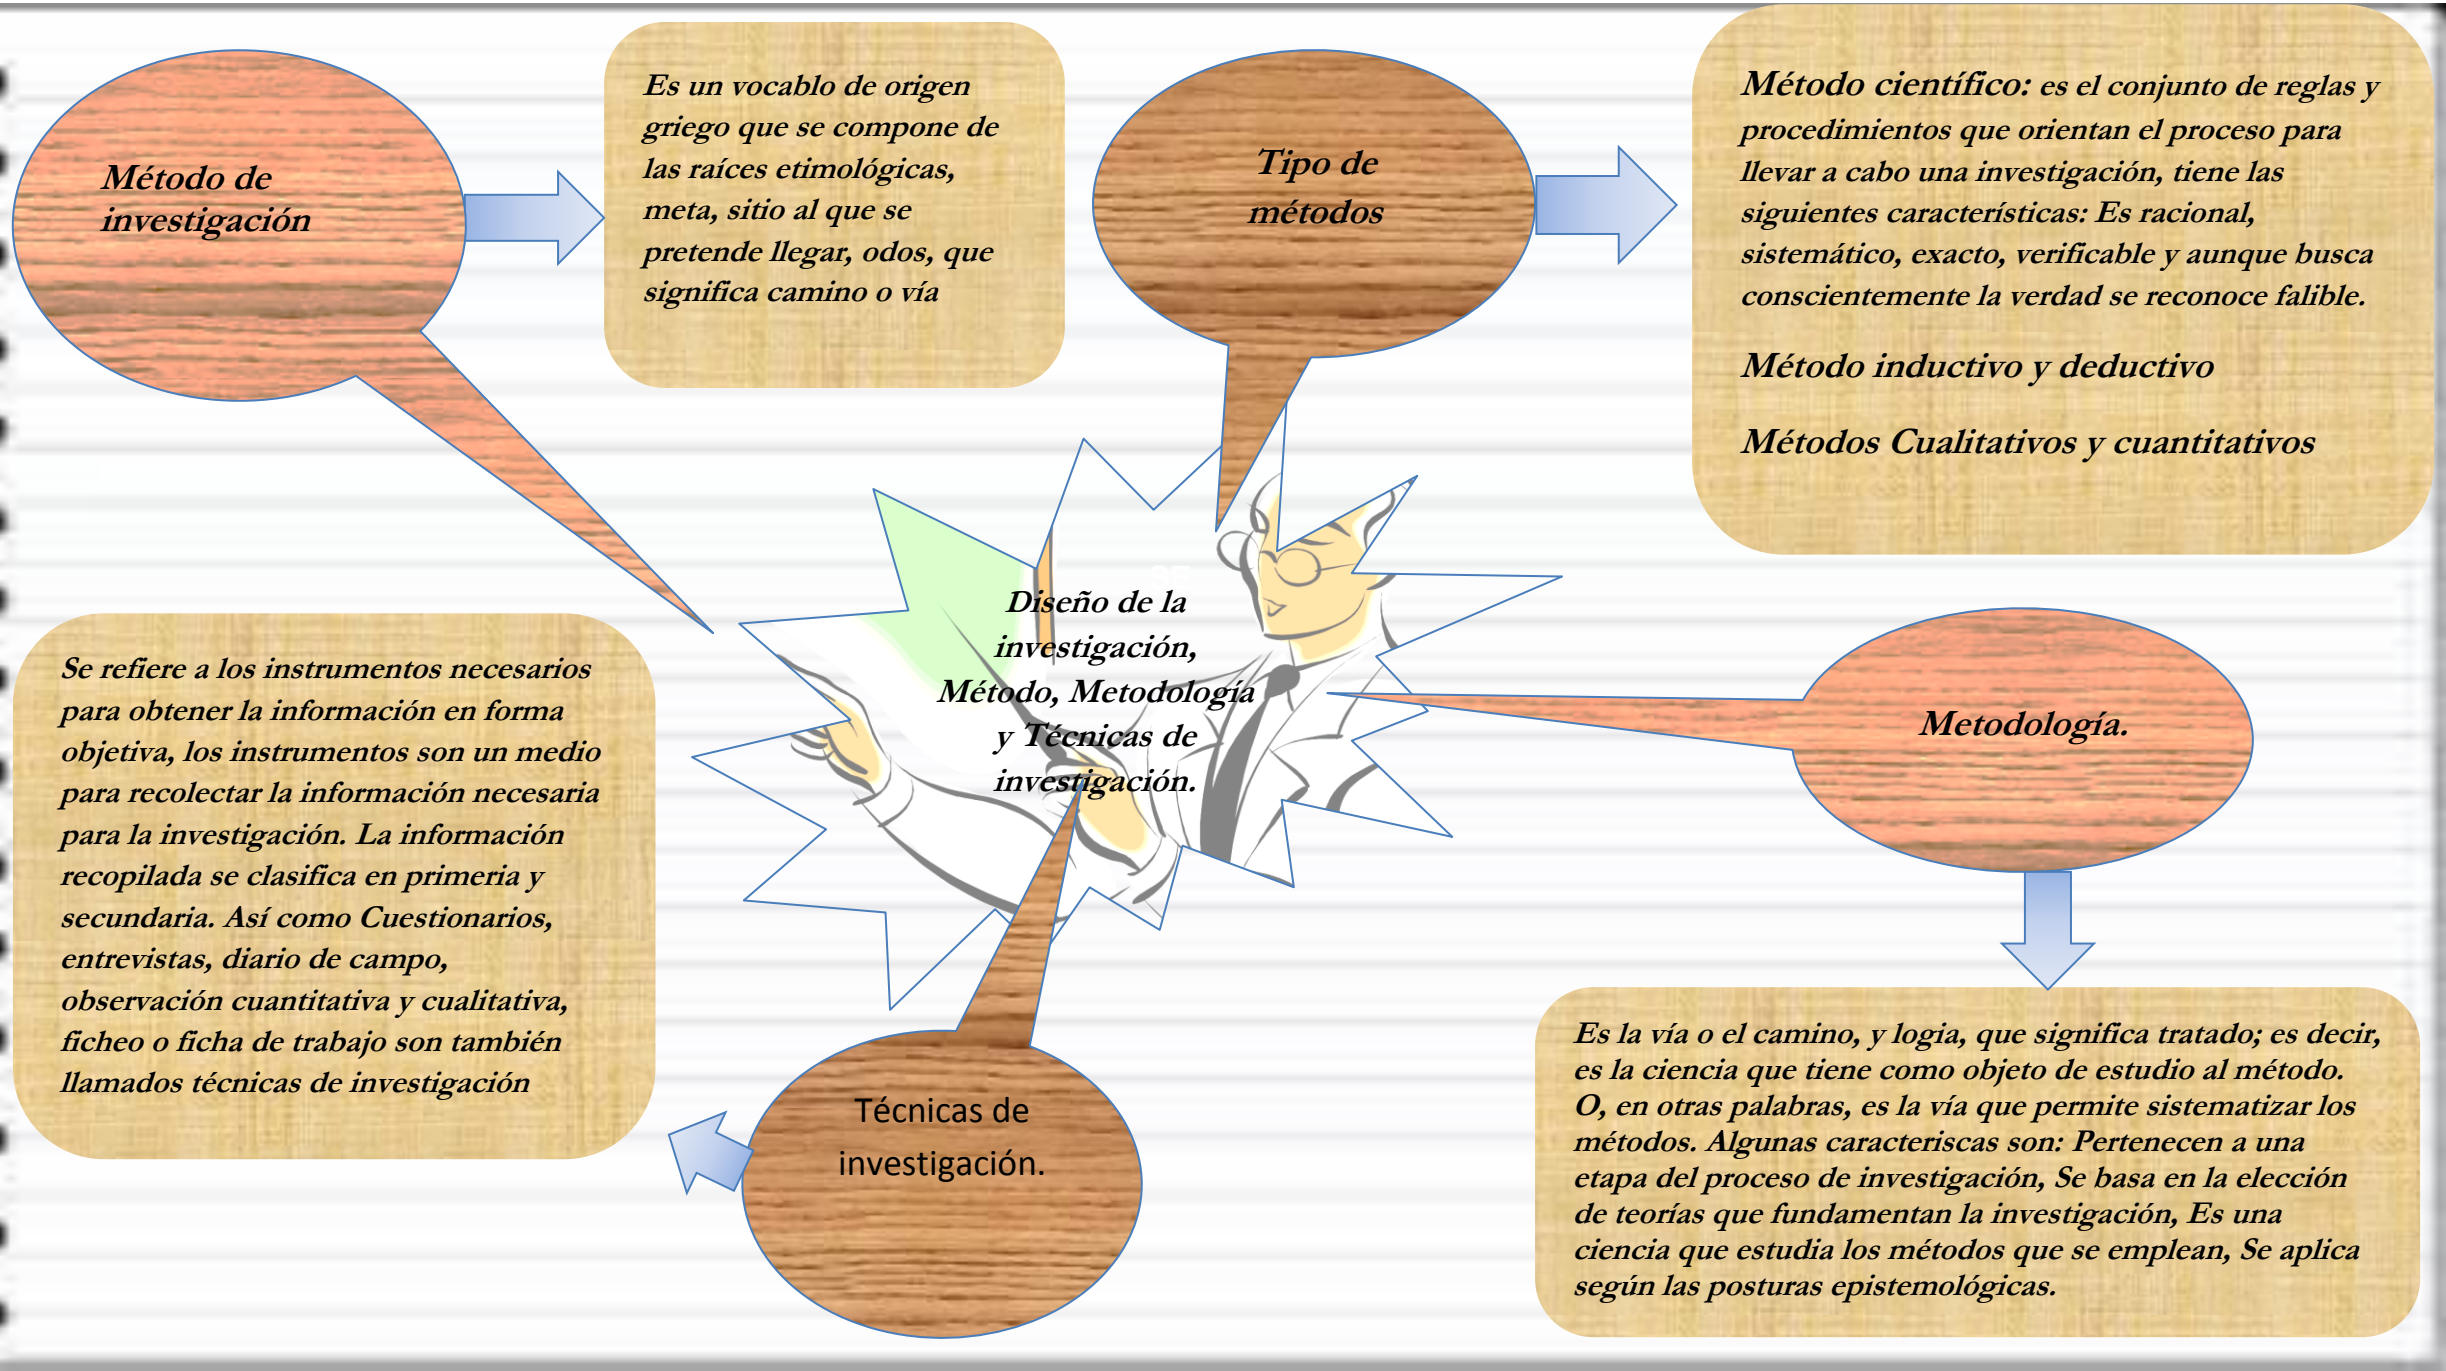 Método de
investigación
Es un vocablo de origen
griego que se compone de
las raíces etimológicas,
meta, sitio al que se
pretende llegar, odos, que
significa camino o vía
Tipo de
métodos
Método científico: es el conjunto de reglas y
procedimientos que orientan el proceso para
llevar a cabo una investigación, tiene las
siguientes características: Es racional,
sistemático, exacto, verificable y aunque busca
conscientemente la verdad se reconoce falible.
Método inductivo y deductivo
Métodos Cualitativos y cuantitativos
SE
Diseño de la
investigación,
Método, Metodología
y Técnicas de
investigación.
Se refiere a los instrumentos necesarios
para obtener la información en forma
objetiva, los instrumentos son un medio
para recolectar la información necesaria
para la investigación. La información
recopilada se clasifica en primeria y
secundaria. Así como Cuestionarios,
entrevistas, diario de campo,
observación cuantitativa y cualitativa,
ficheo o ficha de trabajo son también
llamados técnicas de investigación
Metodología.
Técnicas de
investigación.
Es la vía o el camino, y logia, que significa tratado; es decir,
es la ciencia que tiene como objeto de estudio al método.
O, en otras palabras, es la vía que permite sistematizar los
métodos. Algunas caracteriscas son: Pertenecen a una
etapa del proceso de investigación, Se basa en la elección
de teorías que fundamentan la investigación, Es una
ciencia que estudia los métodos que se emplean, Se aplica
según las posturas epistemológicas.